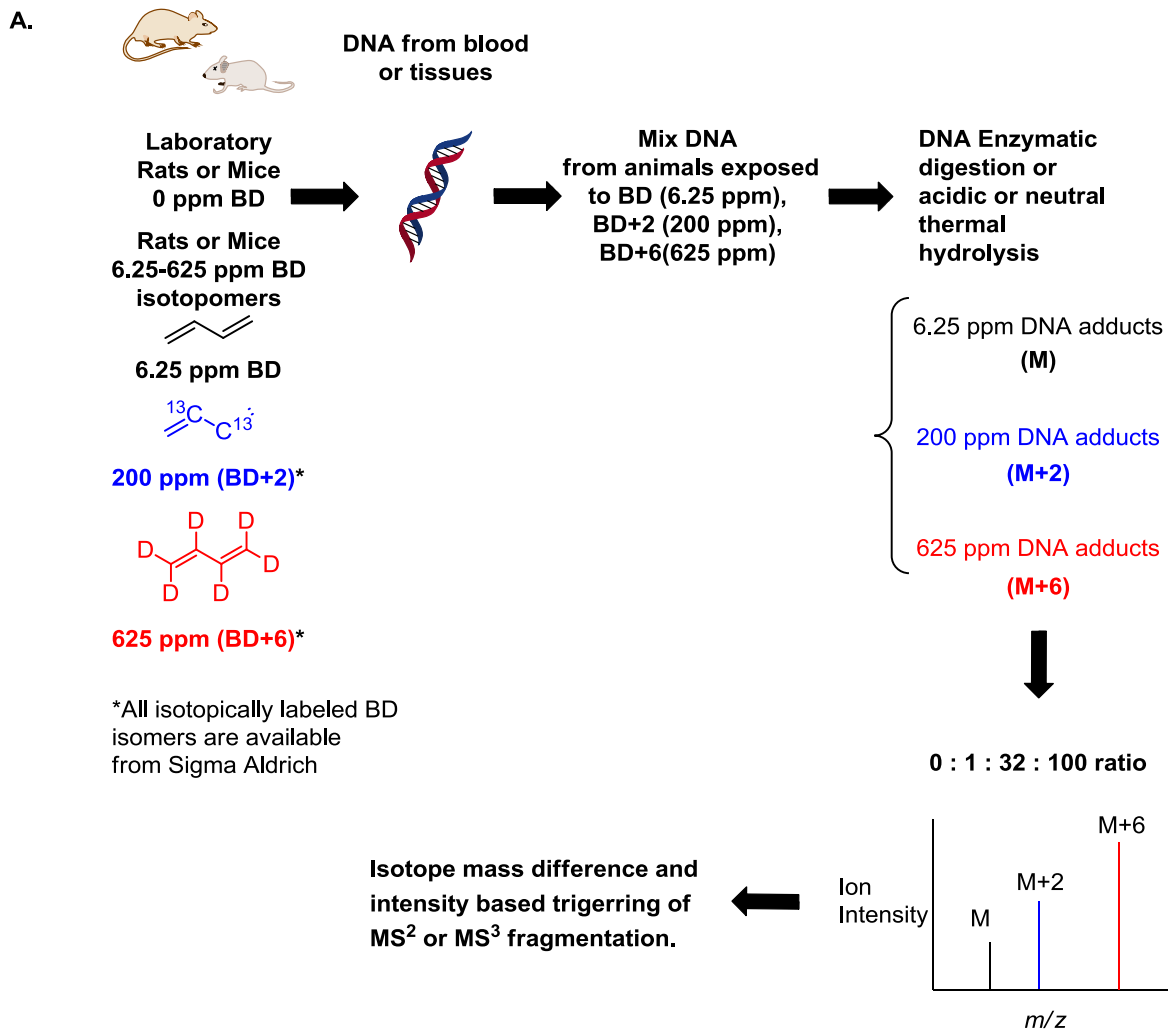 A.
Laboratory
Rats or Mice
0 ppm BD
Rats or Mice
6.25-625 ppm BD
isotopomers
6.25 ppm BD
13C
C13
200 ppm (BD+2)*
D
D
D
D
D
D
625 ppm (BD+6)*
*All isotopically labeled BD
isomers are available
from Sigma Aldrich
DNA from blood
or tissues
Mix DNA
from animals exposed
to BD (6.25 ppm),
BD+2 (200 ppm),
BD+6(625 ppm)
DNA Enzymatic
digestion or
acidic or neutral
thermal
hydrolysis
6.25 ppm DNA adducts
(M)
200 ppm DNA adducts
(M+2)
625 ppm DNA adducts
(M+6)
0 : 1 : 32 : 100 ratio
Ion
Intensity
M
M+2
M+6
m/z
Isotope mass difference and
intensity based trigerring of
MS2 or MS3 fragmentation.